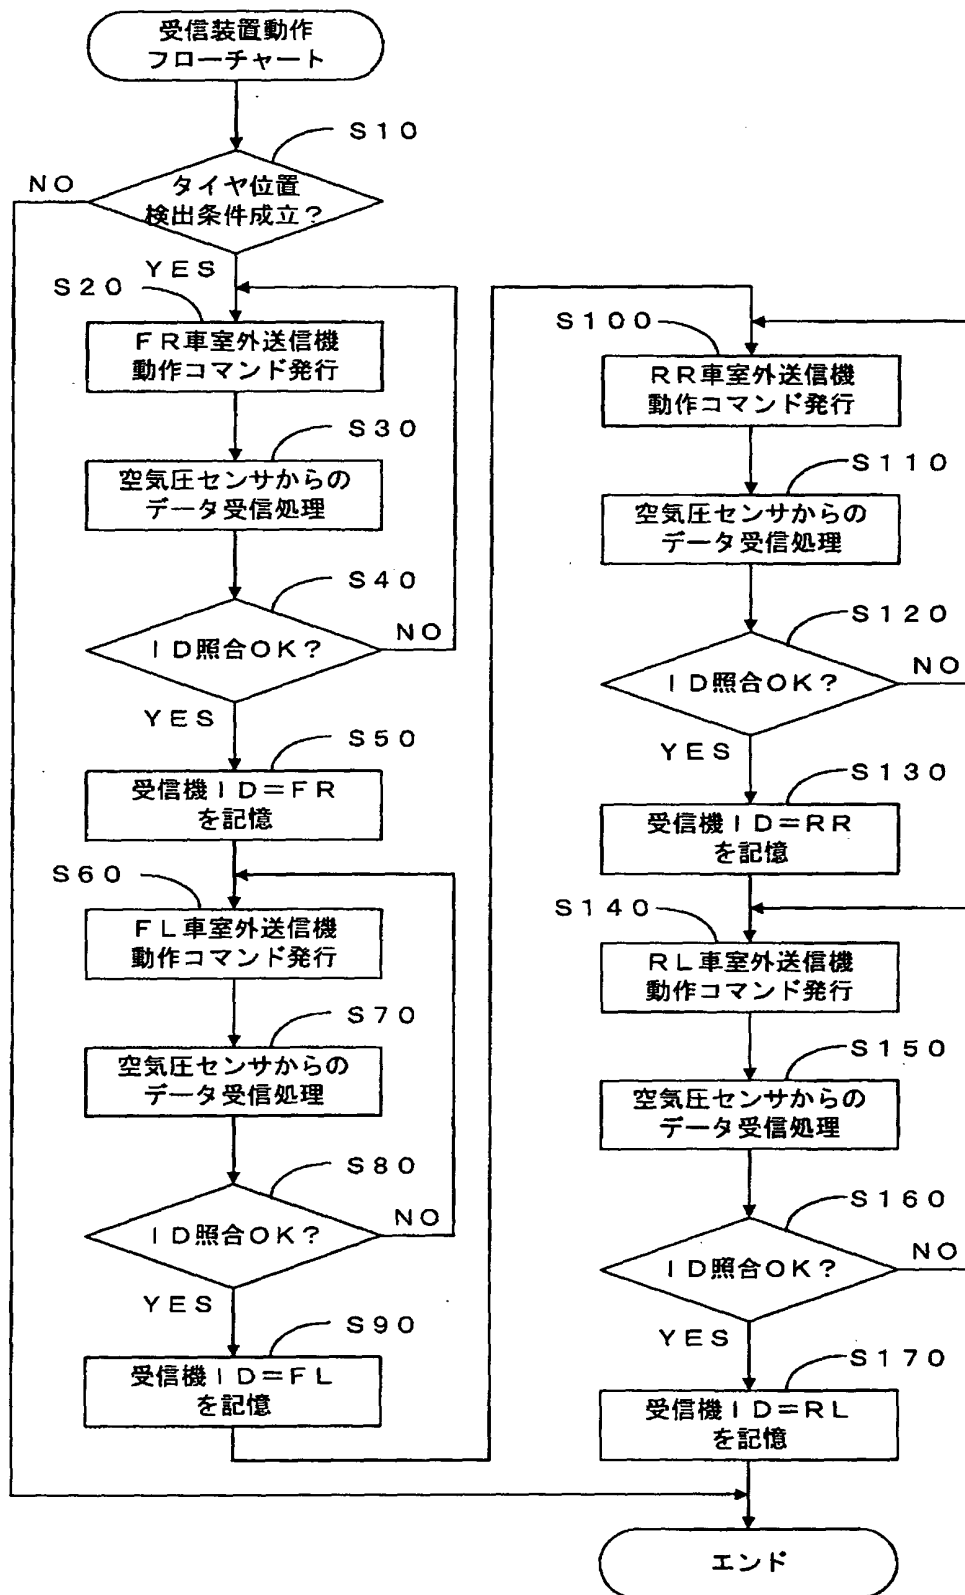 受信装置動作
フローチャート
S10
タイヤ位置
検出条件成立？
NO
YES
S20
FR車室外送信機
動作コマンド発行
S30
空気圧センサからの
データ受信処理
S40
ID照合OK？
NO
YES
S50
受信機ID＝FR
を記憶
S60
FL車室外送信機
動作コマンド発行
S70
空気圧センサからの
データ受信処理
S80
ID照合OK？
NO
YES
S90
受信機ID＝FL
を記憶
S100
RR車室外送信機
動作コマンド発行
S110
空気圧センサからの
データ受信処理
S120
ID照合OK？
NO
YES
S130
受信機ID＝RR
を記憶
S140
RL車室外送信機
動作コマンド発行
S150
空気圧センサからの
データ受信処理
S160
ID照合OK？
NO
YES
S170
受信機ID＝RL
を記憶
エンド